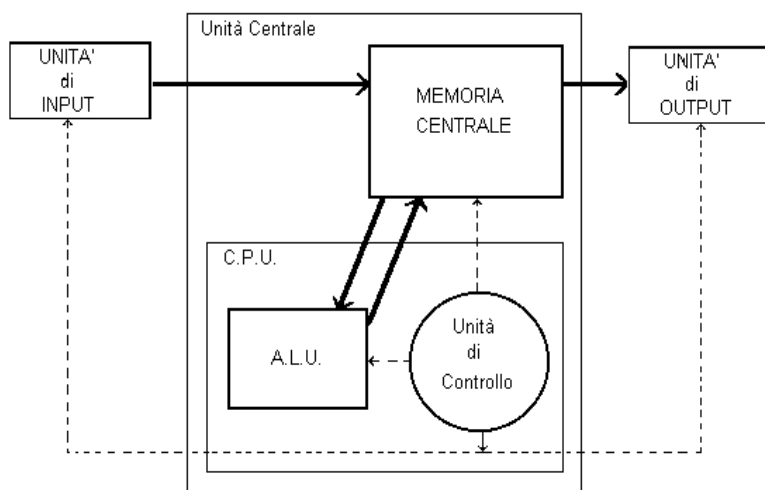 Unità Centrale
UNITA'
di
INPUT
MEMORIA
CENTRALE
UNITA'
di
OUTPUT
C.P.U.
A.L.U.
Unità
di
Controllo